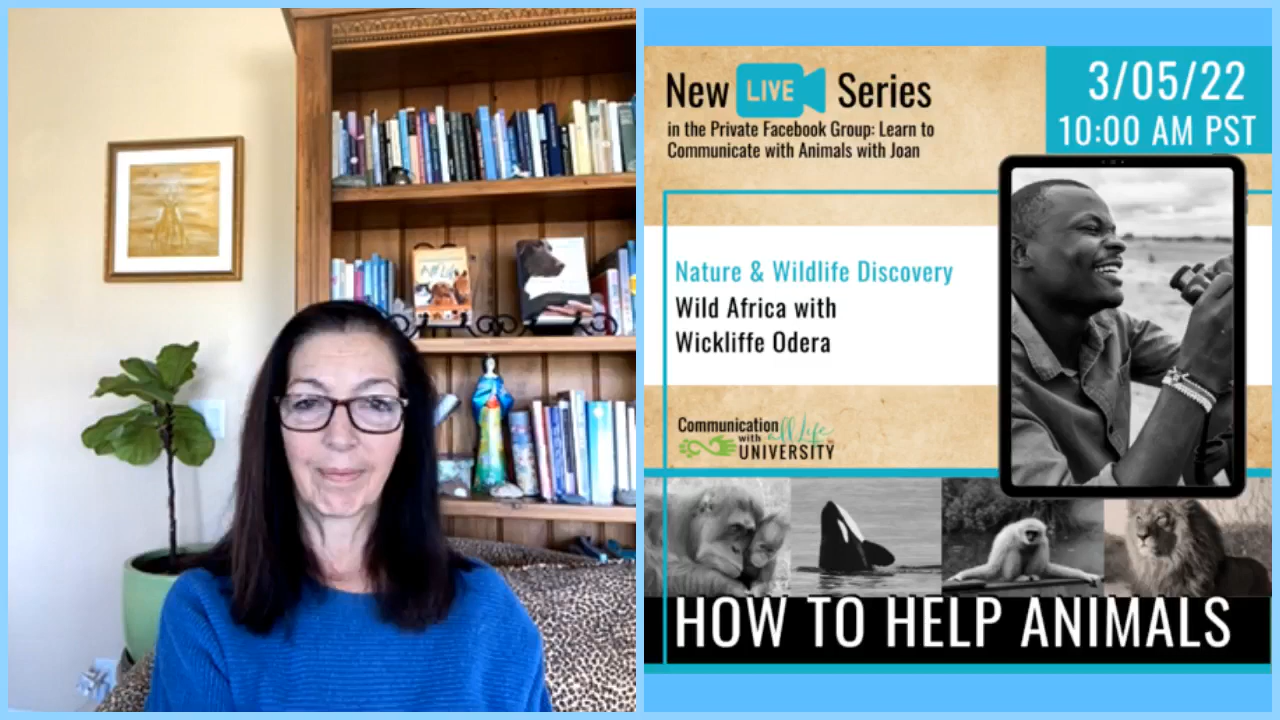 New LIVE Series
in the Private Facebook Group: Learn to
Communicate with Animals with Joan
3/05/22
10:00 AM PST
Nature & Wildlife Discovery
Wild Africa with
Wickliffe Odera
Communication
with all Life
UNIVERSITY
HOW TO HELP ANIMALS